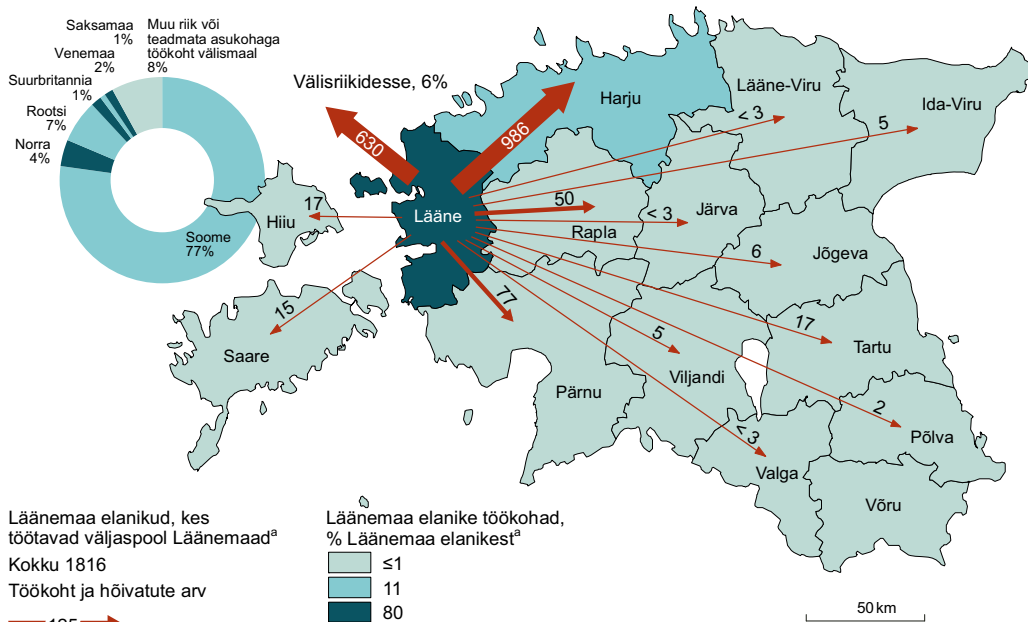 Saksamaa
1%
Muu riik või
teadmata asukohaga
töökoht välismaal
8%
Venemaa
2%
Suurbritannia
1%
Rootsi
7%
Norra
4%
Soome
77%
Välisriikidesse, 6%
630
986
Harju
Lääne-Viru
Ida-Viru
< 3
5
Lääne
17
Hiiu
50
Rapla
< 3
Järva
6
Jõgeva
15
Saare
77
Pärnu
5
Viljandi
17
Tartu
2
Põlva
< 3
Valga
Võru
Läänemaa elanikud, kes
töötavad väljaspool Läänemaadᵃ
Kokku 1816
Töökoht ja hõivatute arv
Läänemaa elanike töökohad,
% Läänemaa elanikestᵃ
≤1
11
80
50 km